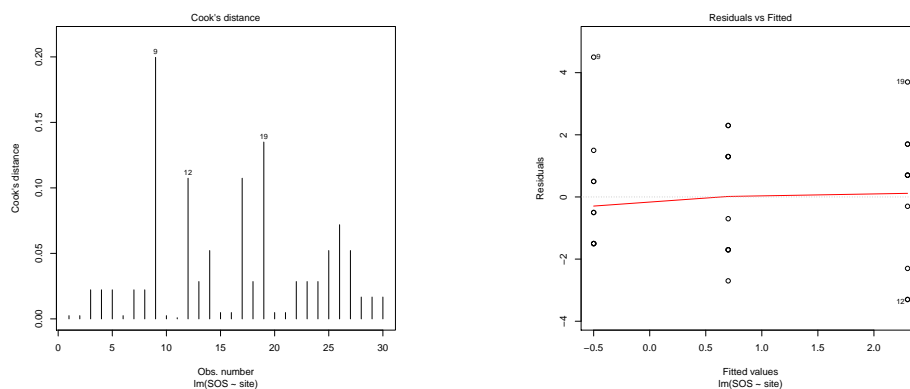 Cook's distance
Cook's distance
0.20
0.15
0.10
0.05
0.00
9
12
19
0 5 10 15 20 25 30
Obs. number
lm(SOS ~ site)
Residuals vs Fitted
Residuals
4
2
0
−2
−4
9
19
12
−0.5 0.0 0.5 1.0 1.5 2.0
Fitted values
lm(SOS ~ site)